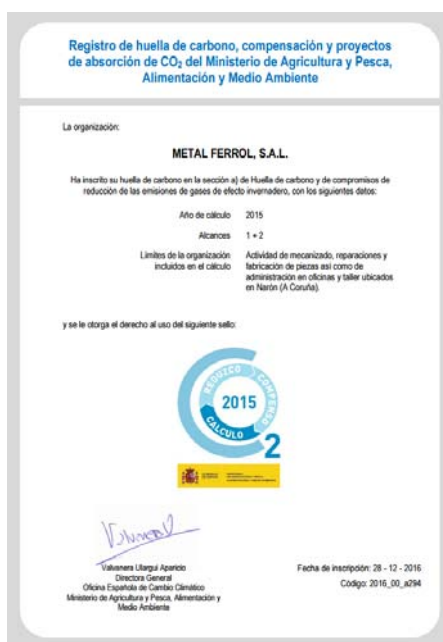 Registro de huella de carbono, compensación y proyectos
de absorción de CO₂ del Ministerio de Agricultura y Pesca,
Alimentación y Medio Ambiente
La organización:
METAL FERROL, S.A.L.
Ha inscrito su huella de carbono en la sección a) de Huella de carbono y de compromisos de
reducción de las emisiones de gases de efecto invernadero, con los siguientes datos:
Año de cálculo 2015
Alcances 1 + 2
Límites de la organización Actividad de mecanizado, reparaciones y
incluidos en el cálculo fabricación de piezas así como de
administración en oficinas y taller ubicados
en Narón (A Coruña).
y se le otorga el derecho al uso del siguiente sello:
REDUZCO COMPENSO
2015
CALCULO
2
Valvanera Ulargui Aparicio
Directora General
Oficina Española de Cambio Climático
Ministerio de Agricultura y Pesca, Alimentación y
Medio Ambiente
Fecha de inscripción: 28 - 12 - 2016
Código: 2016_00_a294